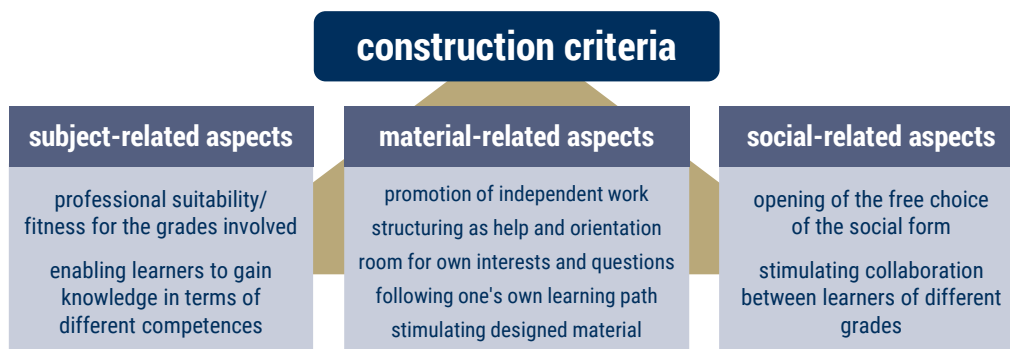 construction criteria
subject-related aspects
professional suitability/
fitness for the grades involved
enabling learners to gain
knowledge in terms of
different competences
material-related aspects
promotion of independent work
structuring as help and orientation
room for own interests and questions
following one's own learning path
stimulating designed material
social-related aspects
opening of the free choice
of the social form
stimulating collaboration
between learners of different
grades